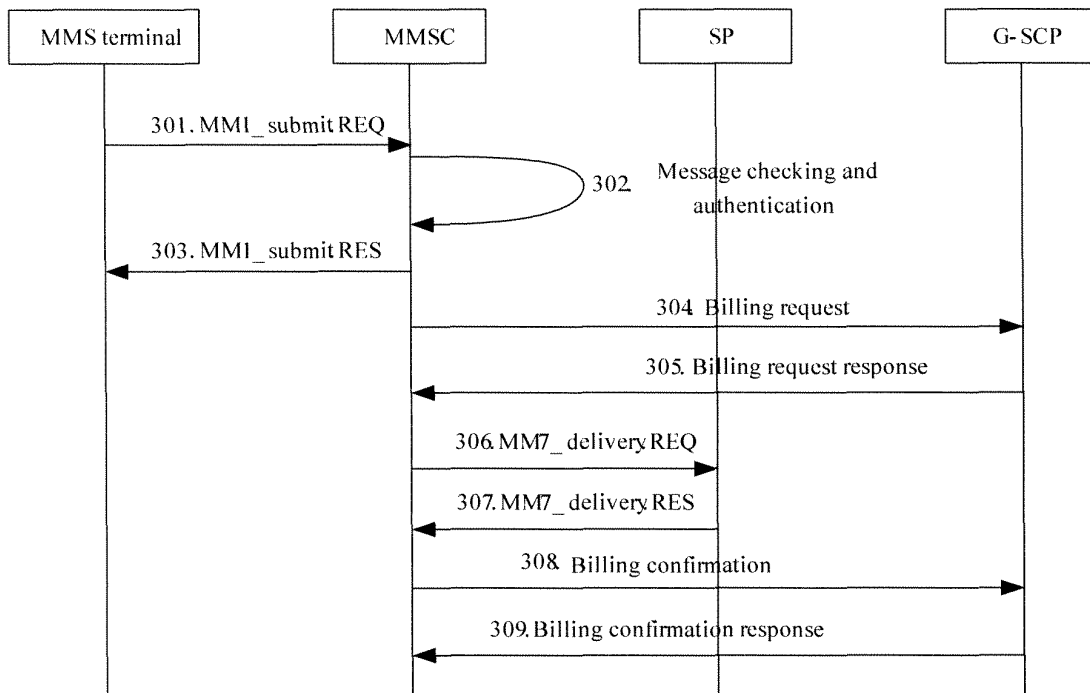 MMS terminal
MMSC
SP
G-SCP
301. MM1_submit.REQ
302. Message checking and
authentication
303. MM1_submit.RES
304. Billing request
305. Billing request response
306. MM7_delivery.REQ
307. MM7_delivery.RES
308. Billing confirmation
309. Billing confirmation response